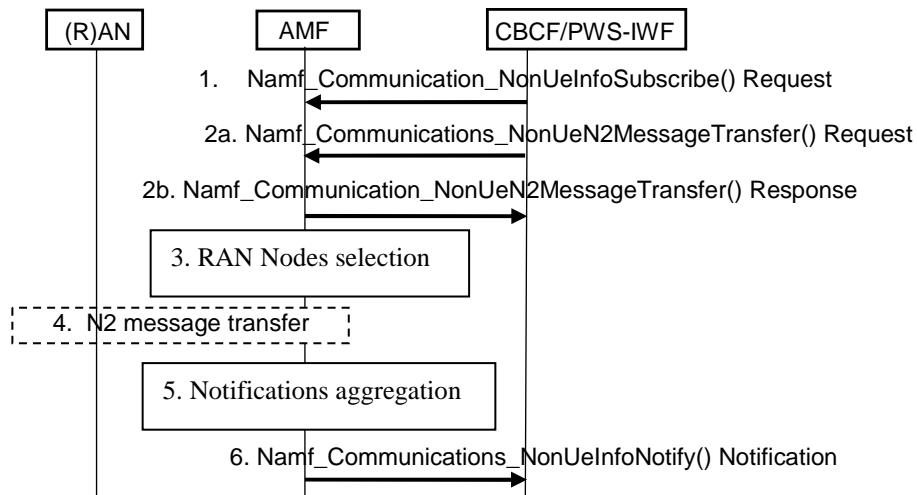 (R)AN AMF CBCF/PWS-IWF
1. Namf_Communication_NonUeInfoSubscribe() Request
2a. Namf_Communications_NonUeN2MessageTransfer() Request
2b. Namf_Communication_NonUeN2MessageTransfer() Response
3. RAN Nodes selection
4. N2 message transfer
5. Notifications aggregation
6. Namf_Communications_NonUeInfoNotify() Notification